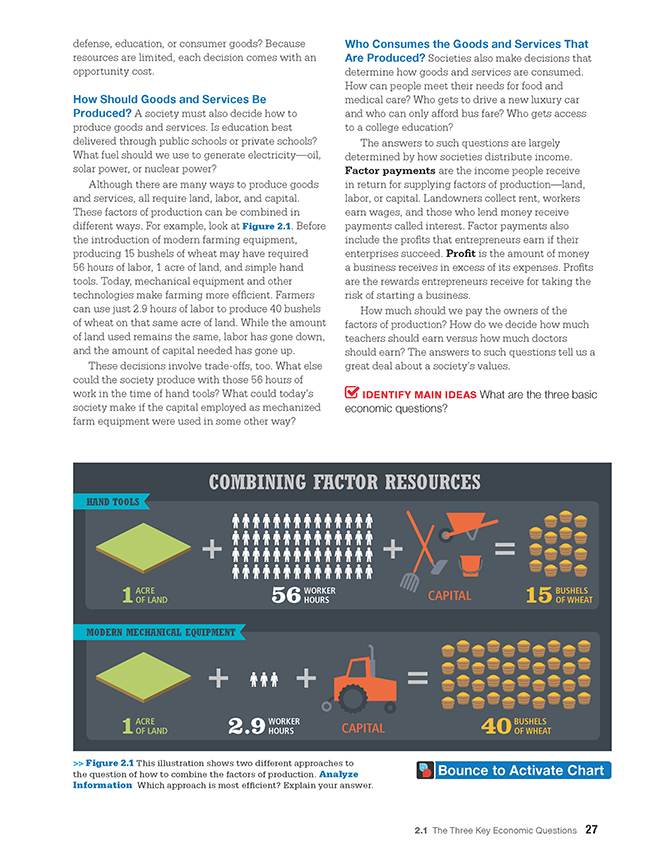 defense, education, or consumer goods? Because
resources are limited, each decision comes with an
opportunity cost.
How Should Goods and Services Be
Produced? A society must also decide how to
produce goods and services. Is education best
delivered through public schools or private schools?
What fuel should we use to generate electricity—oil,
solar power, or nuclear power?
Although there are many ways to produce goods
and services, all require land, labor, and capital.
These factors of production can be combined in
different ways. For example, look at Figure 2.1. Before
the introduction of modern farming equipment,
producing 15 bushels of wheat may have required
56 hours of labor, 1 acre of land, and simple hand
tools. Today, mechanical equipment and other
technologies make farming more efficient. Farmers
can use just 2.9 hours of labor to produce 40 bushels
of wheat on that same acre of land. While the amount
of land used remains the same, labor has gone down,
and the amount of capital needed has gone up.
These decisions involve trade-offs, too. What else
could the society produce with those 56 hours of
work in the time of hand tools? What could today's
society make if the capital employed as mechanized
farm equipment were used in some other way?
Who Consumes the Goods and Services That
Are Produced? Societies also make decisions that
determine how goods and services are consumed.
How can people meet their needs for food and
medical care? Who gets to drive a new luxury car
and who can only afford bus fare? Who gets access
to a college education?
The answers to such questions are largely
determined by how societies distribute income.
Factor payments are the income people receive
in return for supplying factors of production—land,
labor, or capital. Landowners collect rent, workers
earn wages, and those who lend money receive
payments called interest. Factor payments also
include the profits that entrepreneurs earn if their
enterprises succeed. Profit is the amount of money
a business receives in excess of its expenses. Profits
are the rewards entrepreneurs receive for taking the
risk of starting a business.
How much should we pay the owners of the
factors of production? How do we decide how much
teachers should earn versus how much doctors
should earn? The answers to such questions tell us a
great deal about a society's values.
IDENTIFY MAIN IDEAS What are the three basic
economic questions?
COMBINING FACTOR RESOURCES
HAND TOOLS
1 ACRE OF LAND
56 WORKER HOURS
CAPITAL
15 BUSHELS OF WHEAT
MODERN MECHANICAL EQUIPMENT
1 ACRE OF LAND
2.9 WORKER HOURS
CAPITAL
40 BUSHELS OF WHEAT
>> Figure 2.1 This illustration shows two different approaches to
the question of how to combine the factors of production. Analyze
Information Which approach is most efficient? Explain your answer.
Bounce to Activate Chart
2.1 The Three Key Economic Questions 27